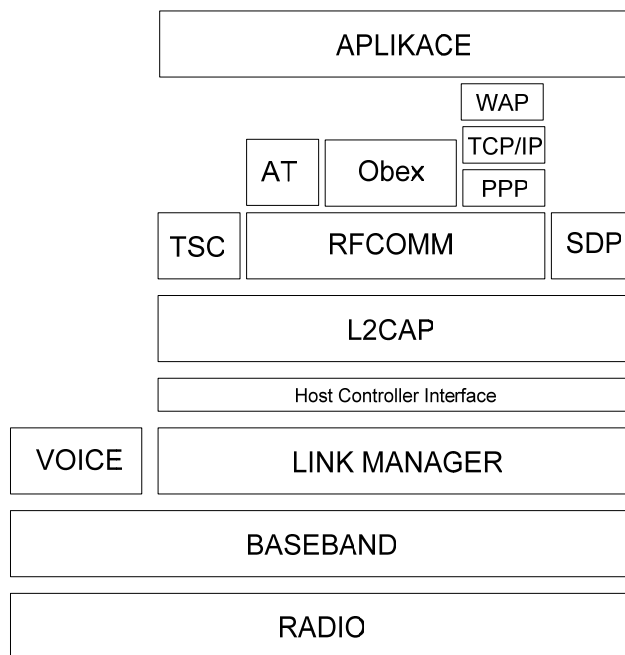 APLIKACE
WAP
TCP/IP
AT
Obex
PPP
TSC
RFCOMM
SDP
L2CAP
Host Controller Interface
VOICE
LINK MANAGER
BASEBAND
RADIO